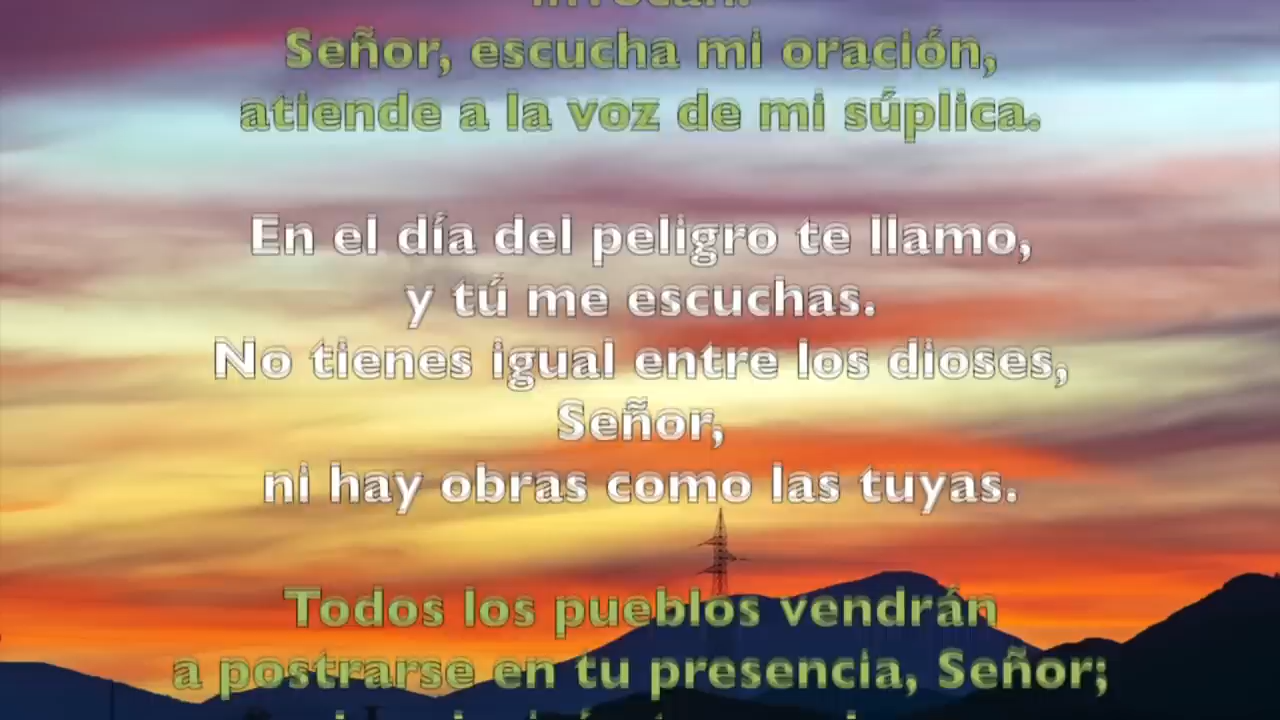 Señor, escucha mi oración,
atiende a la voz de mi súplica.
En el día del peligro te llamo,
y tú me escuchas.
No tienes igual entre los dioses,
Señor,
ni hay obras como las tuyas.
Todos los pueblos vendrán
a postrarse en tu presencia, Señor;